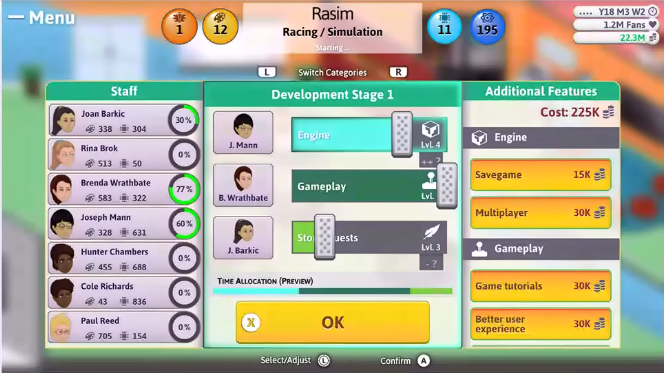 — Menu
1
12
Rasim
Racing / Simulation
Starting...
11
195
.... Y18 M3 W2
1.2M Fans
22.3M
L Switch Categories R
Staff
Joan Barkic
338 304
30%
Rina Brok
513 50
0%
Brenda Wrathbate
583 322
77%
Joseph Mann
328 631
60%
Hunter Chambers
455 688
0%
Cole Richards
43 836
0%
Paul Reed
705 154
0%
Development Stage 1
J. Mann
Engine
Lvl. 4
++ ?
B. Wrathbate
Gameplay
Lvl.
J. Barkic
Sto uests
Lvl. 3
- ?
Time Allocation (Preview)
X OK
Additional Features
Cost: 225K
Engine
Savegame 15K
Multiplayer 30K
Gameplay
Game tutorials 30K
Better user
experience 30K
Select/Adjust L Confirm A